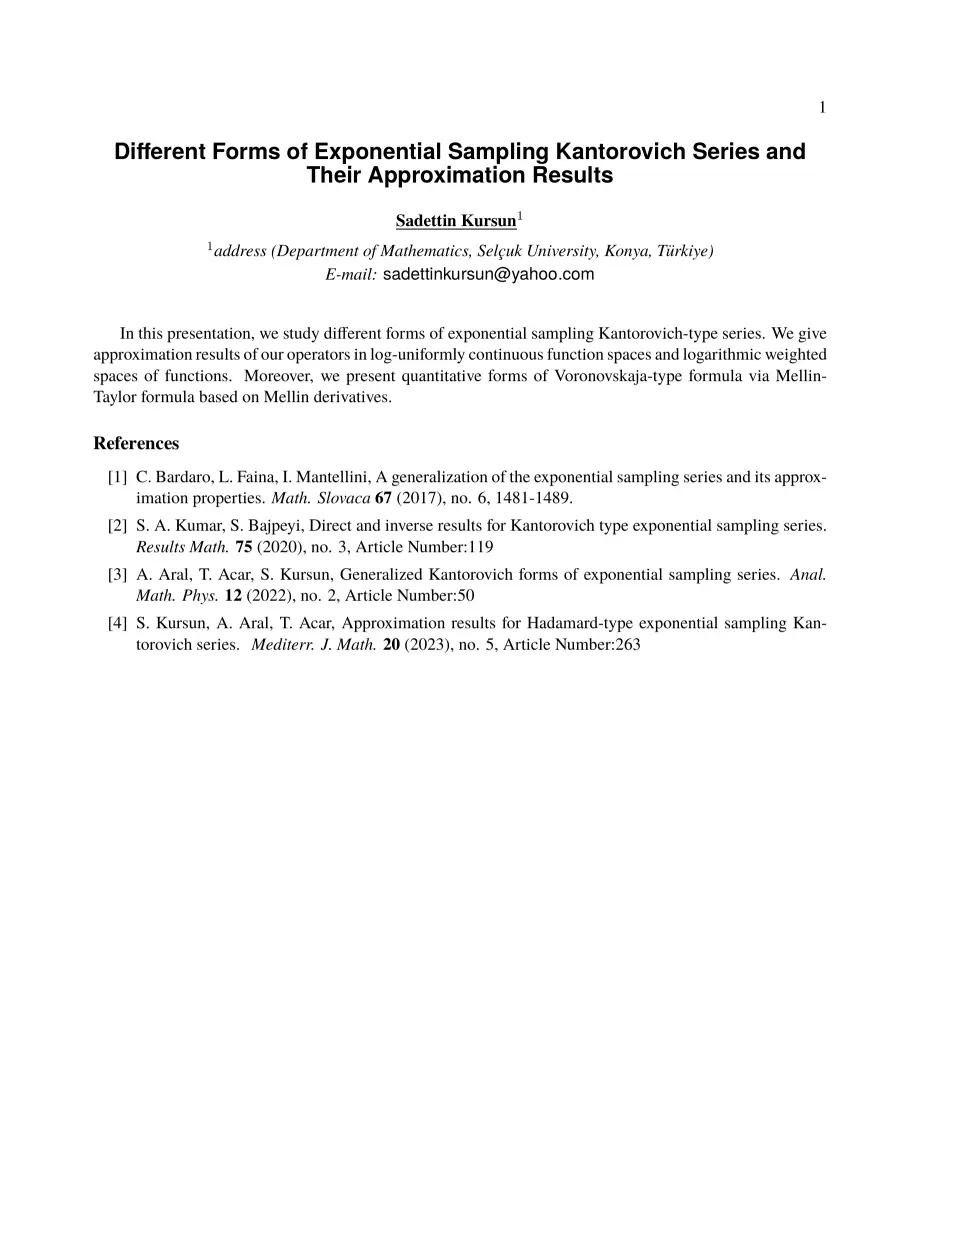 1
Different Forms of Exponential Sampling Kantorovich Series and
Their Approximation Results
Sadettin Kursun1
1address (Department of Mathematics, Selçuk University, Konya, Türkiye)
E-mail: sadettinkursun@yahoo.com
In this presentation, we study different forms of exponential sampling Kantorovich-type series. We give
approximation results of our operators in log-uniformly continuous function spaces and logarithmic weighted
spaces of functions. Moreover, we present quantitative forms of Voronovskaja-type formula via Mellin-
Taylor formula based on Mellin derivatives.
References
[1] C. Bardaro, L. Faina, I. Mantellini, A generalization of the exponential sampling series and its approx-
imation properties. Math. Slovaca 67 (2017), no. 6, 1481-1489.
[2] S. A. Kumar, S. Bajpeyi, Direct and inverse results for Kantorovich type exponential sampling series.
Results Math. 75 (2020), no. 3, Article Number:119
[3] A. Aral, T. Acar, S. Kursun, Generalized Kantorovich forms of exponential sampling series. Anal.
Math. Phys. 12 (2022), no. 2, Article Number:50
[4] S. Kursun, A. Aral, T. Acar, Approximation results for Hadamard-type exponential sampling Kan-
torovich series. Mediterr. J. Math. 20 (2023), no. 5, Article Number:263